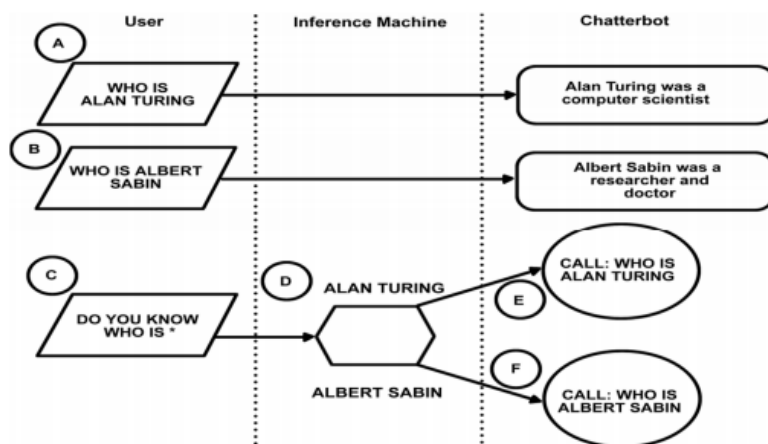 User Inference Machine Chatterbot
A
WHO IS
ALAN TURING
Alan Turing was a
computer scientist
B
WHO IS ALBERT
SABIN
Albert Sabin was a
researcher and
doctor
C
DO YOU KNOW
WHO IS *
D
ALAN TURING
ALBERT SABIN
E
CALL: WHO IS
ALAN TURING
F
CALL: WHO IS
ALBERT SABIN